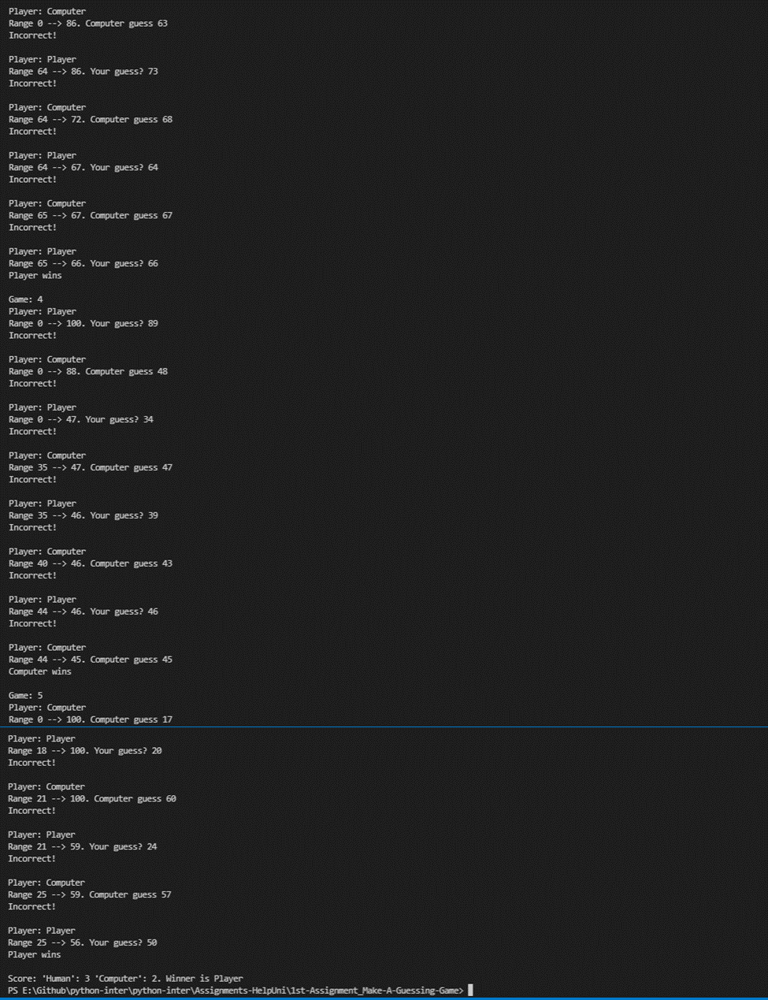 Player: Computer
Range 0 --> 86. Computer guess 63
Incorrect!
Player: Player
Range 64 --> 86. Your guess? 73
Incorrect!
Player: Computer
Range 64 --> 72. Computer guess 68
Incorrect!
Player: Player
Range 64 --> 67. Your guess? 64
Incorrect!
Player: Computer
Range 65 --> 67. Computer guess 67
Incorrect!
Player: Player
Range 65 --> 66. Your guess? 66
Player wins
Game: 4
Player: Player
Range 0 --> 100. Your guess? 89
Incorrect!
Player: Computer
Range 0 --> 88. Computer guess 48
Incorrect!
Player: Player
Range 0 --> 47. Your guess? 34
Incorrect!
Player: Computer
Range 35 --> 47. Computer guess 47
Incorrect!
Player: Player
Range 35 --> 46. Your guess? 39
Incorrect!
Player: Computer
Range 40 --> 46. Computer guess 43
Incorrect!
Player: Player
Range 44 --> 46. Your guess? 46
Incorrect!
Player: Computer
Range 44 --> 45. Computer guess 45
Computer wins
Game: 5
Player: Computer
Range 0 --> 100. Computer guess 17
Player: Player
Range 18 --> 100. Your guess? 20
Incorrect!
Player: Computer
Range 21 --> 100. Computer guess 60
Incorrect!
Player: Player
Range 21 --> 59. Your guess? 24
Incorrect!
Player: Computer
Range 25 --> 59. Computer guess 57
Incorrect!
Player: Player
Range 25 --> 56. Your guess? 50
Player wins
Score: 'Human': 3 'Computer': 2. Winner is Player
PS E:\Github\python-inter\python-inter\Assignments-HelpUni\1st-Assignment_Make-A-Guessing-Game>